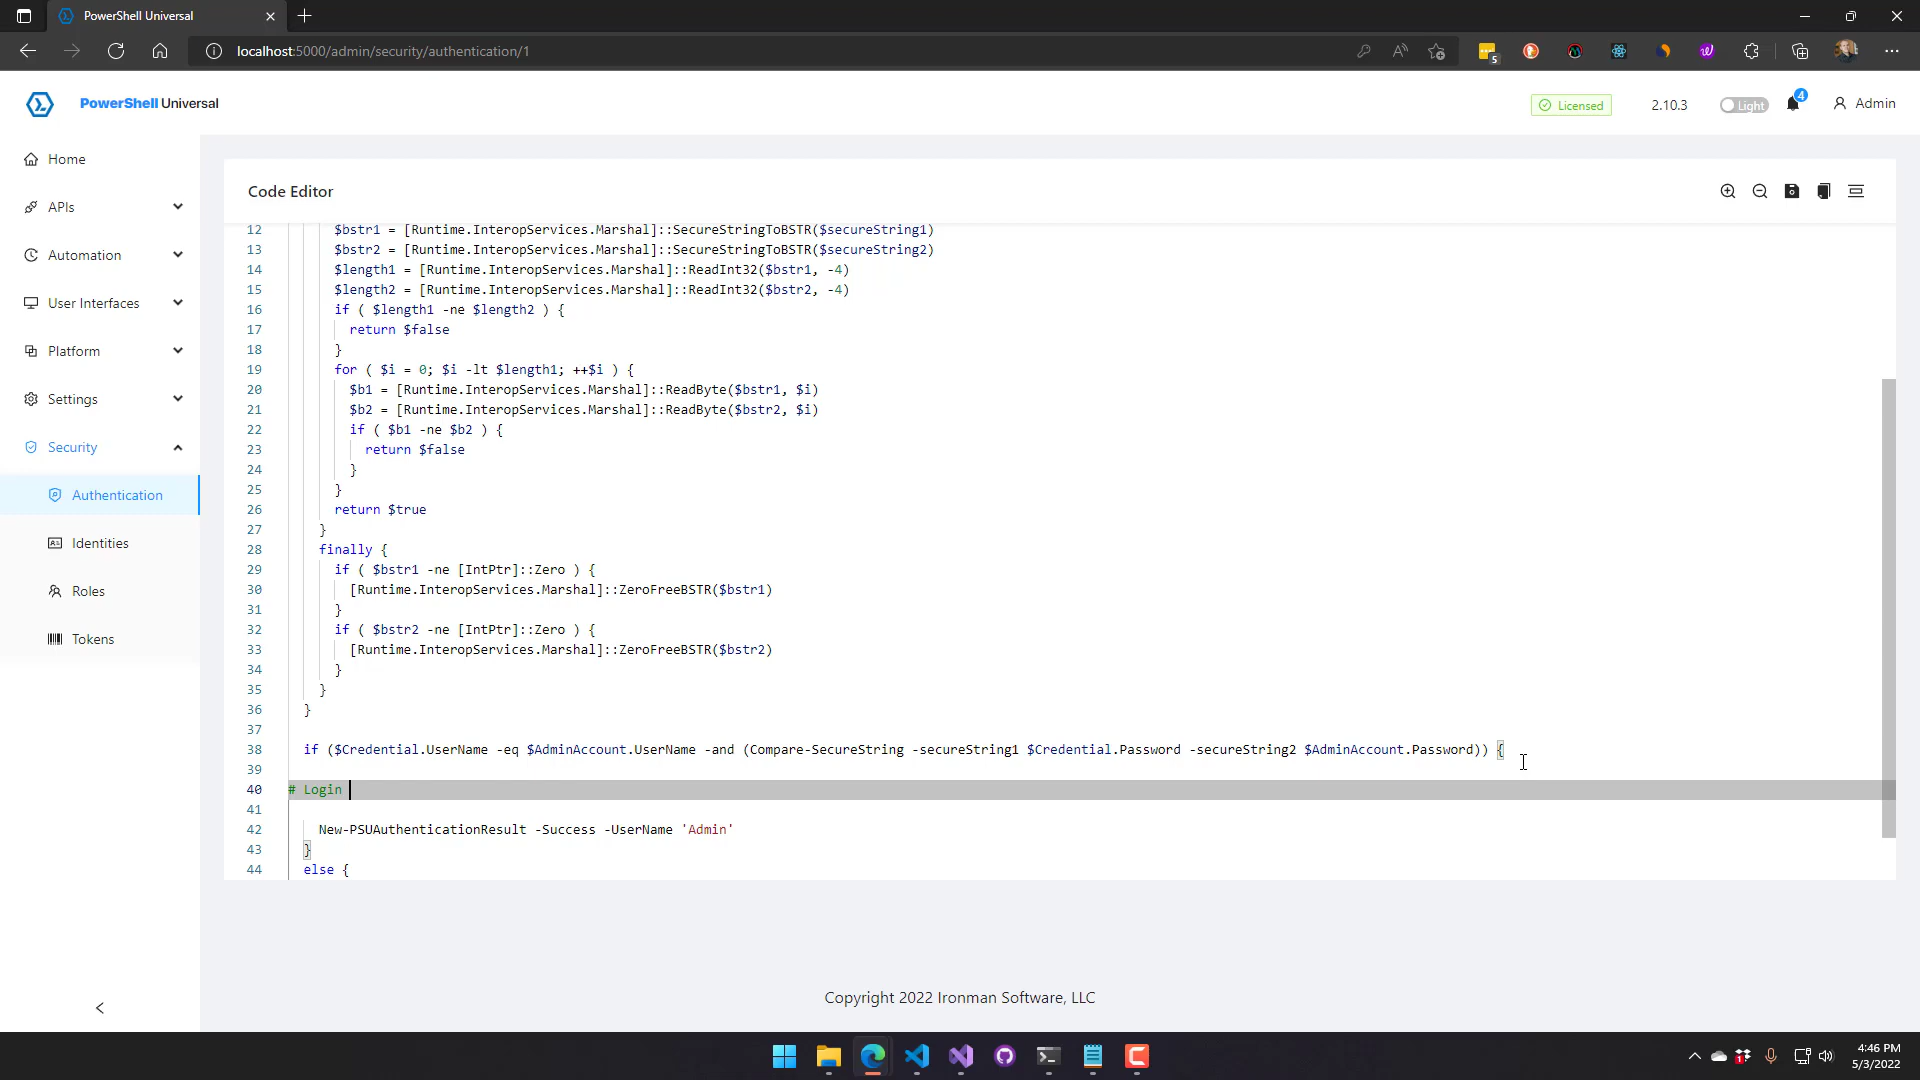 PowerShell Universal
localhost:5000/admin/security/authentication/1
5
PowerShell Universal
Licensed
2.10.3
Light
4
Admin
Home
APIs
Automation
User Interfaces
Platform
Settings
Security
Authentication
Identities
Roles
Tokens
Code Editor
12 $bstr1 = [Runtime.InteropServices.Marshal]::SecureStringToBSTR($secureString1)
13 $bstr2 = [Runtime.InteropServices.Marshal]::SecureStringToBSTR($secureString2)
14 $length1 = [Runtime.InteropServices.Marshal]::ReadInt32($bstr1, -4)
15 $length2 = [Runtime.InteropServices.Marshal]::ReadInt32($bstr2, -4)
16 if ( $length1 -ne $length2 ) {
17 return $false
18 }
19 for ( $i = 0; $i -lt $length1; ++$i ) {
20 $b1 = [Runtime.InteropServices.Marshal]::ReadByte($bstr1, $i)
21 $b2 = [Runtime.InteropServices.Marshal]::ReadByte($bstr2, $i)
22 if ( $b1 -ne $b2 ) {
23 return $false
24 }
25 }
26 return $true
27 }
28 finally {
29 if ( $bstr1 -ne [IntPtr]::Zero ) {
30 [Runtime.InteropServices.Marshal]::ZeroFreeBSTR($bstr1)
31 }
32 if ( $bstr2 -ne [IntPtr]::Zero ) {
33 [Runtime.InteropServices.Marshal]::ZeroFreeBSTR($bstr2)
34 }
35 }
36 }
37
38 if ($Credential.UserName -eq $AdminAccount.UserName -and (Compare-SecureString -secureString1 $Credential.Password -secureString2 $AdminAccount.Password)) {
39
40 # Login
41
42 New-PSUAuthenticationResult -Success -UserName 'Admin'
43 }
44 else {
Copyright 2022 Ironman Software, LLC
4:46 PM
5/3/2022